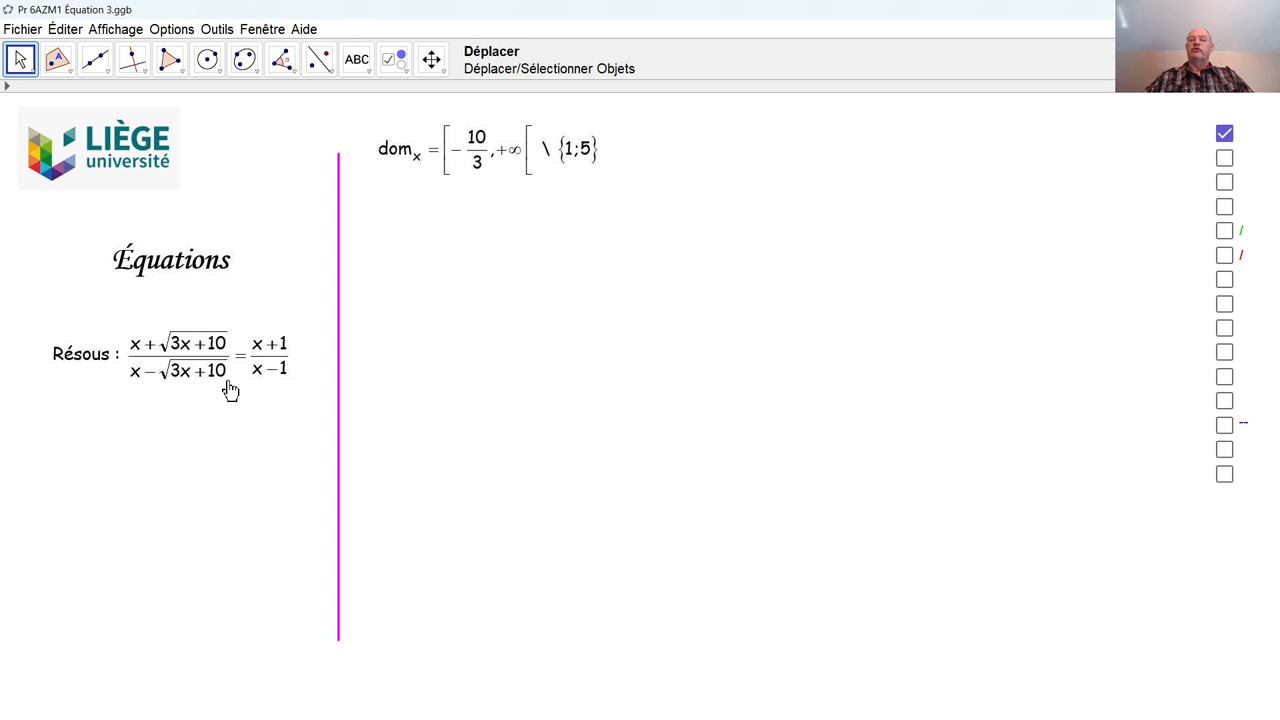 Pr 6AZM1 Équation 3.ggb
Fichier Éditer Affichage Options Outils Fenêtre Aide
ABC
Déplacer
Déplacer/Sélectionner Objets
LIÈGE
université
dom_x = [-10/3, +∞[ \ {1;5}
Équations
Résous : (x + √(3x + 10))/(x − √(3x + 10)) = (x + 1)/(x − 1)
/
/
--